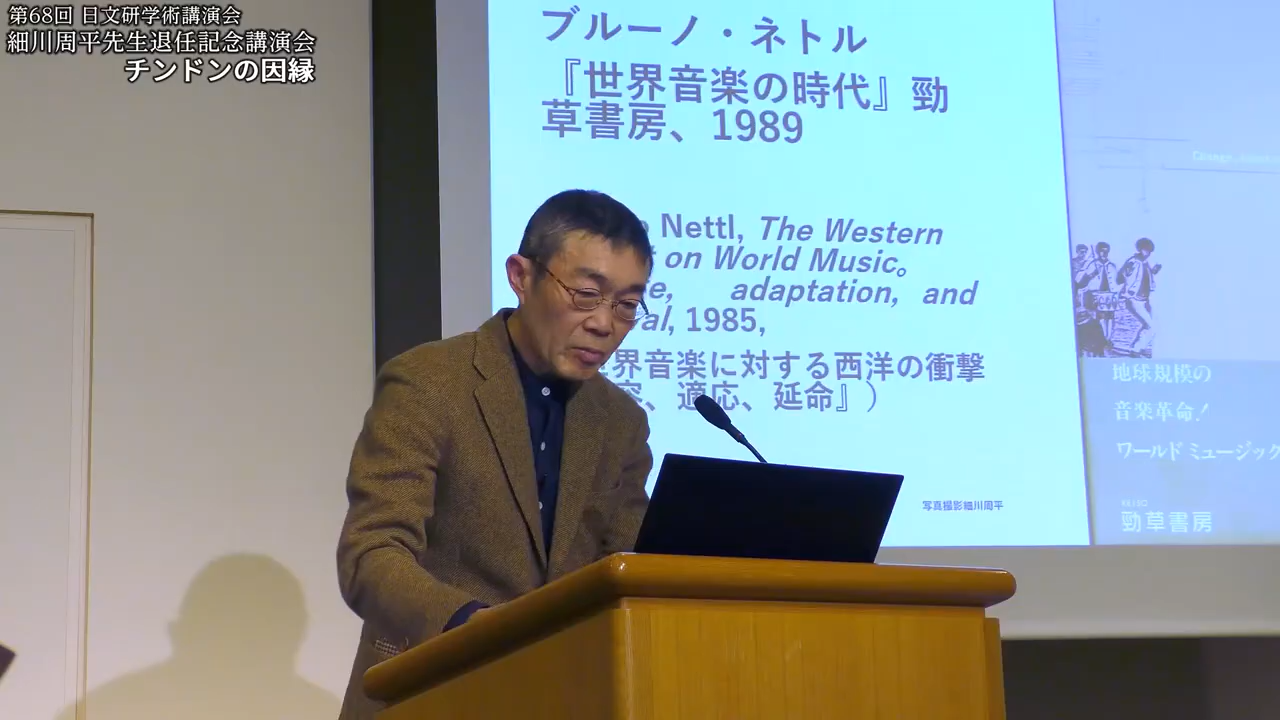 第68回 日文研学術講演会
細川周平先生退任記念講演会
チンドンの因縁
ブルーノ・ネトル
『世界音楽の時代』勁
草書房、1989
Nettl, The Western
on World Music。
adaptation, and
1985,
界音楽に対する西洋の衝撃
、適応、延命』）
写真撮影細川周平
地球規模の
音楽革命!
ワールド ミュージック
KEISO
勁草書房